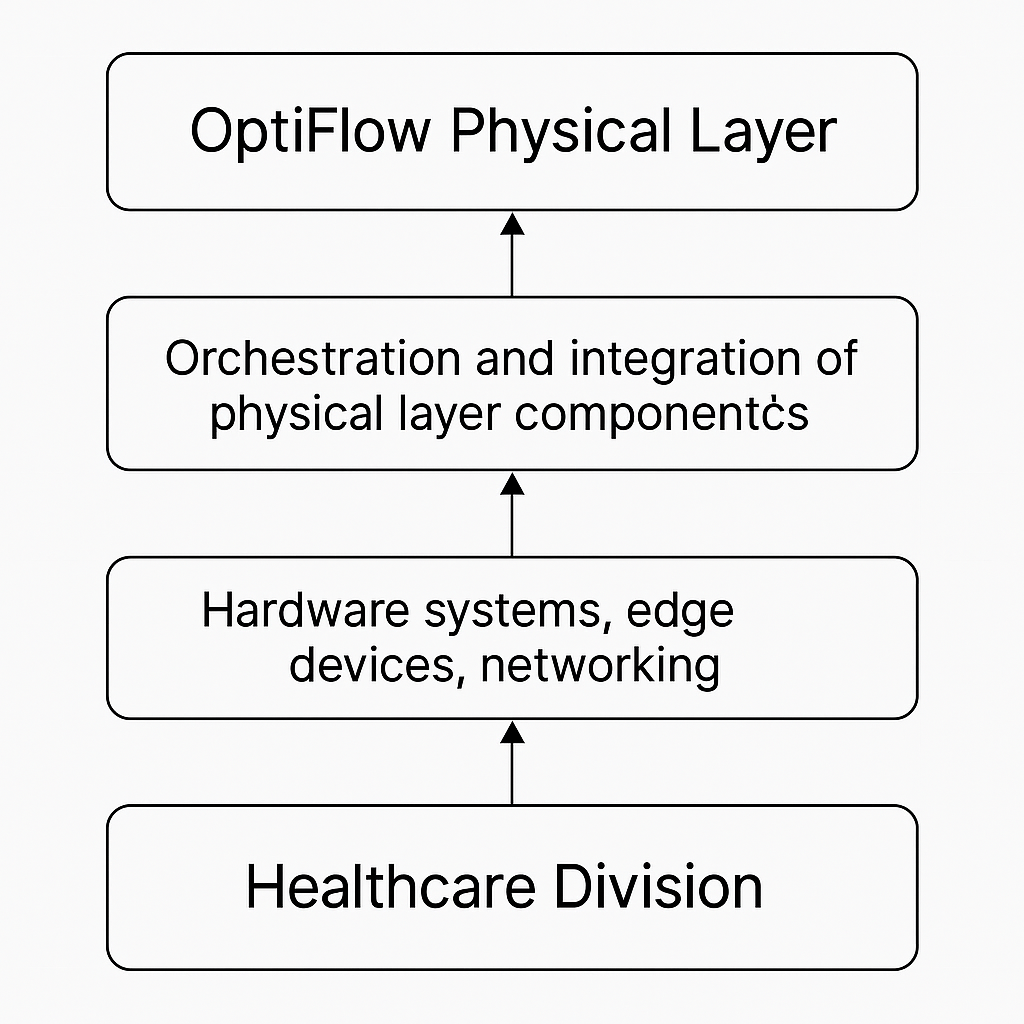 OptiFlow Physical Layer
Orchestration and integration of
physical layer componentċs
Hardware systems, edge
devices, networking
Healthcare Division